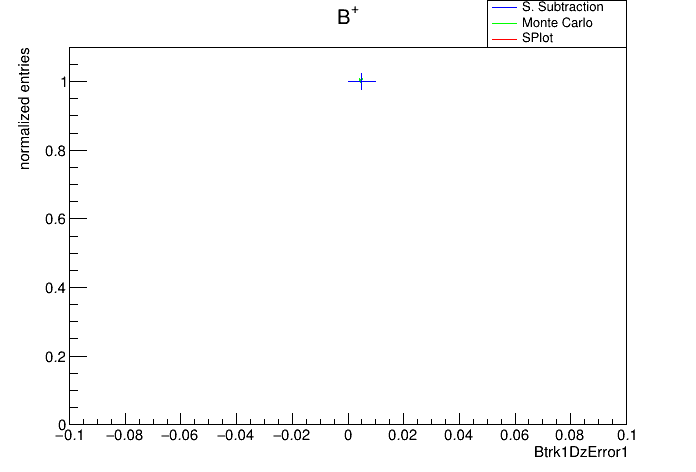 B+
S. Subtraction
Monte Carlo
SPlot
normalized entries
1
0.8
0.6
0.4
0.2
0
−0.1 −0.08 −0.06 −0.04 −0.02 0 0.02 0.04 0.06 0.08 0.1
Btrk1DzError1